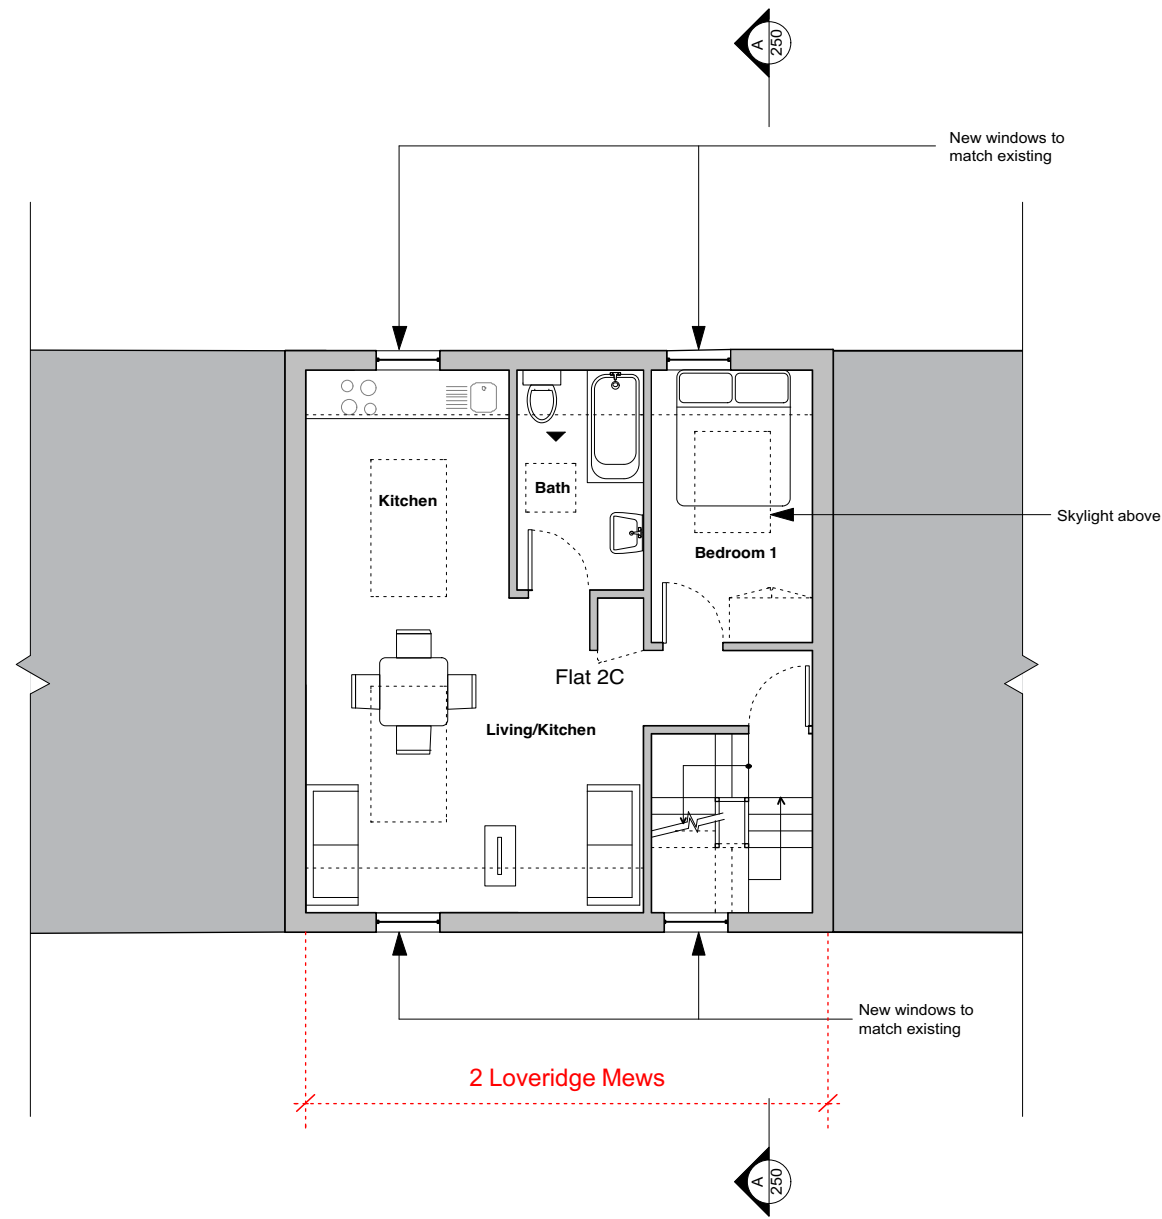 A
250
New windows to
match existing
Kitchen
Bath
Skylight above
Bedroom 1
Flat 2C
Living/Kitchen
New windows to
match existing
2 Loveridge Mews
A
250